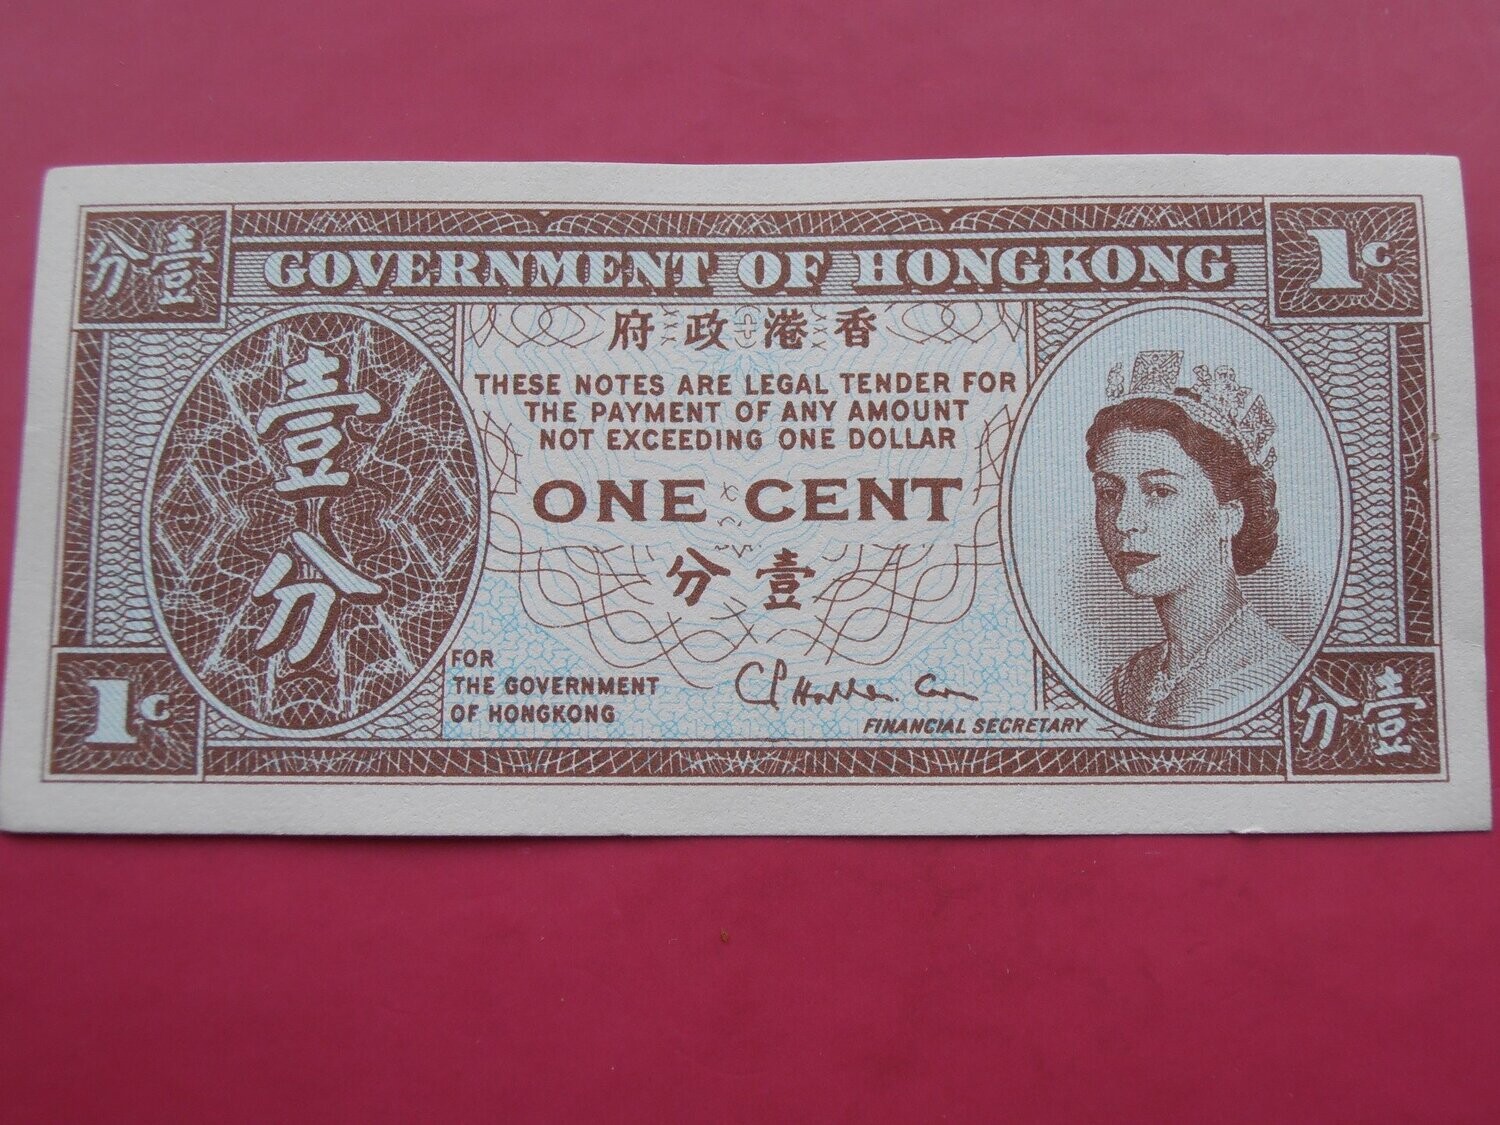 壹分
GOVERNMENT OF HONGKONG
1c
香港政府
壹
分
THESE NOTES ARE LEGAL TENDER FOR
THE PAYMENT OF ANY AMOUNT
NOT EXCEEDING ONE DOLLAR
ONE CENT
壹分
FOR
THE GOVERNMENT
OF HONGKONG
FINANCIAL SECRETARY
1c
壹分